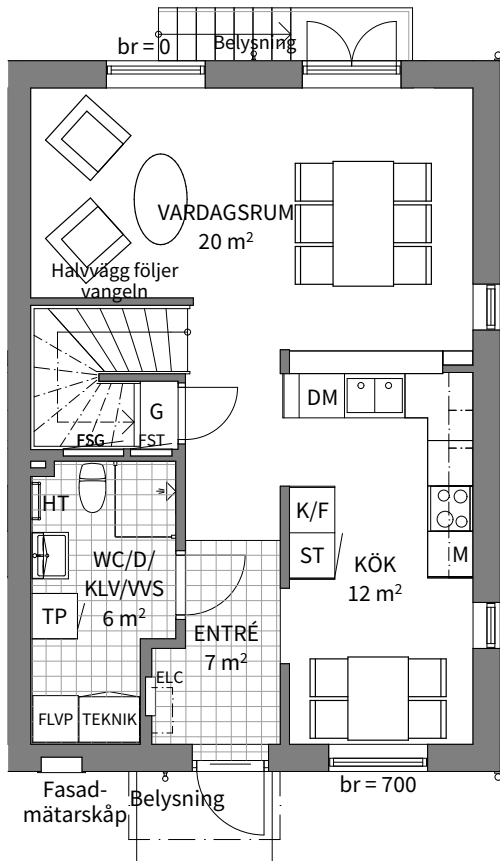 br = 0
Belysning
VARDAGSRUM
20 m²
Halvvägg följer
vangeln
G
FSG
FST
DM
K/F
ST
M
KÖK
12 m²
HT
WC/D/
KLV/VVS
6 m²
TP
ENTRÉ
7 m²
ELC
FLVP
TEKNIK
Fasad-
mätarskåp
Belysning
br = 700